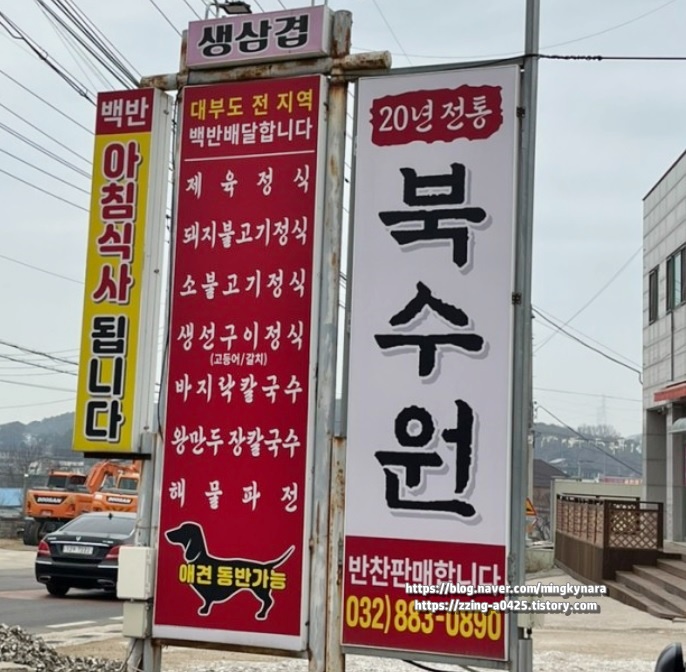 생삼겹
백반
아침식사 됩니다
대부도 전 지역
백반배달합니다
제육정식
돼지불고기정식
소불고기정식
생선구이정식
(고등어/갈치)
바지락칼국수
왕만두장칼국수
해물파전
애견 동반가능
20년 전통
북수원
반찬판매합니다
032) 883-0890
https://blog.naver.com/mingkynara
https://zzing-a0425.tistory.com